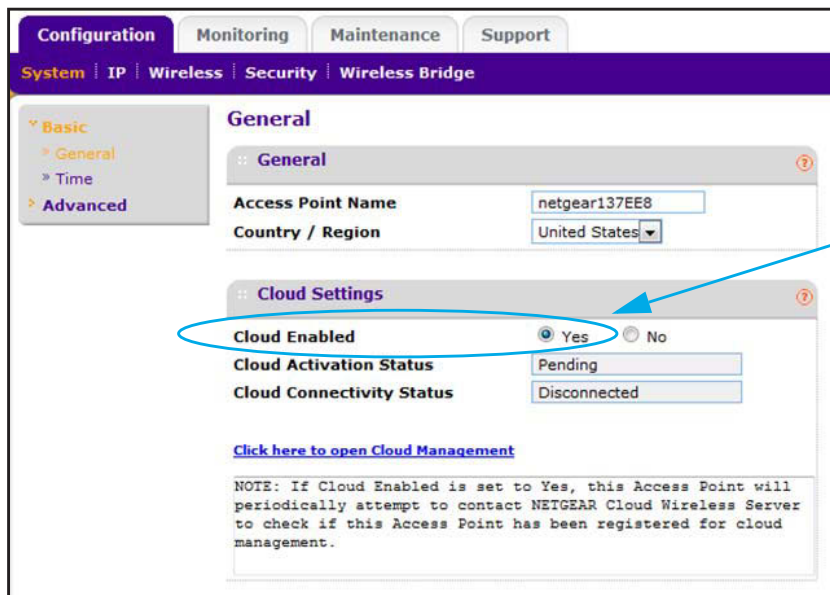 Configuration Monitoring Maintenance Support
System IP Wireless Security Wireless Bridge
Basic
General
Time
Advanced
General
General
Access Point Name netgear137EE8
Country / Region United States
Cloud Settings
Cloud Enabled Yes No
Cloud Activation Status Pending
Cloud Connectivity Status Disconnected
Click here to open Cloud Management
NOTE: If Cloud Enabled is set to Yes, this Access Point will
periodically attempt to contact NETGEAR Cloud Wireless Server
to check if this Access Point has been registered for cloud
management.